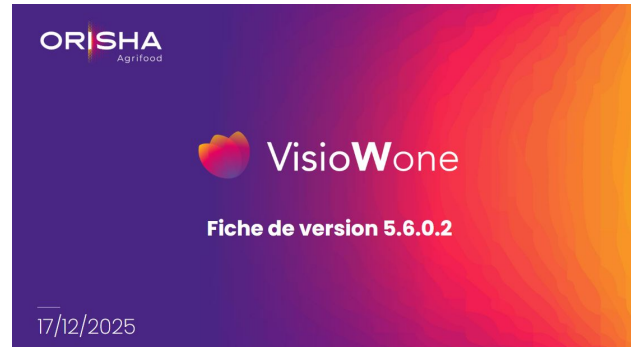 ORISHA
Agrifood
VisioWone
Fiche de version 5.6.0.2
17/12/2025